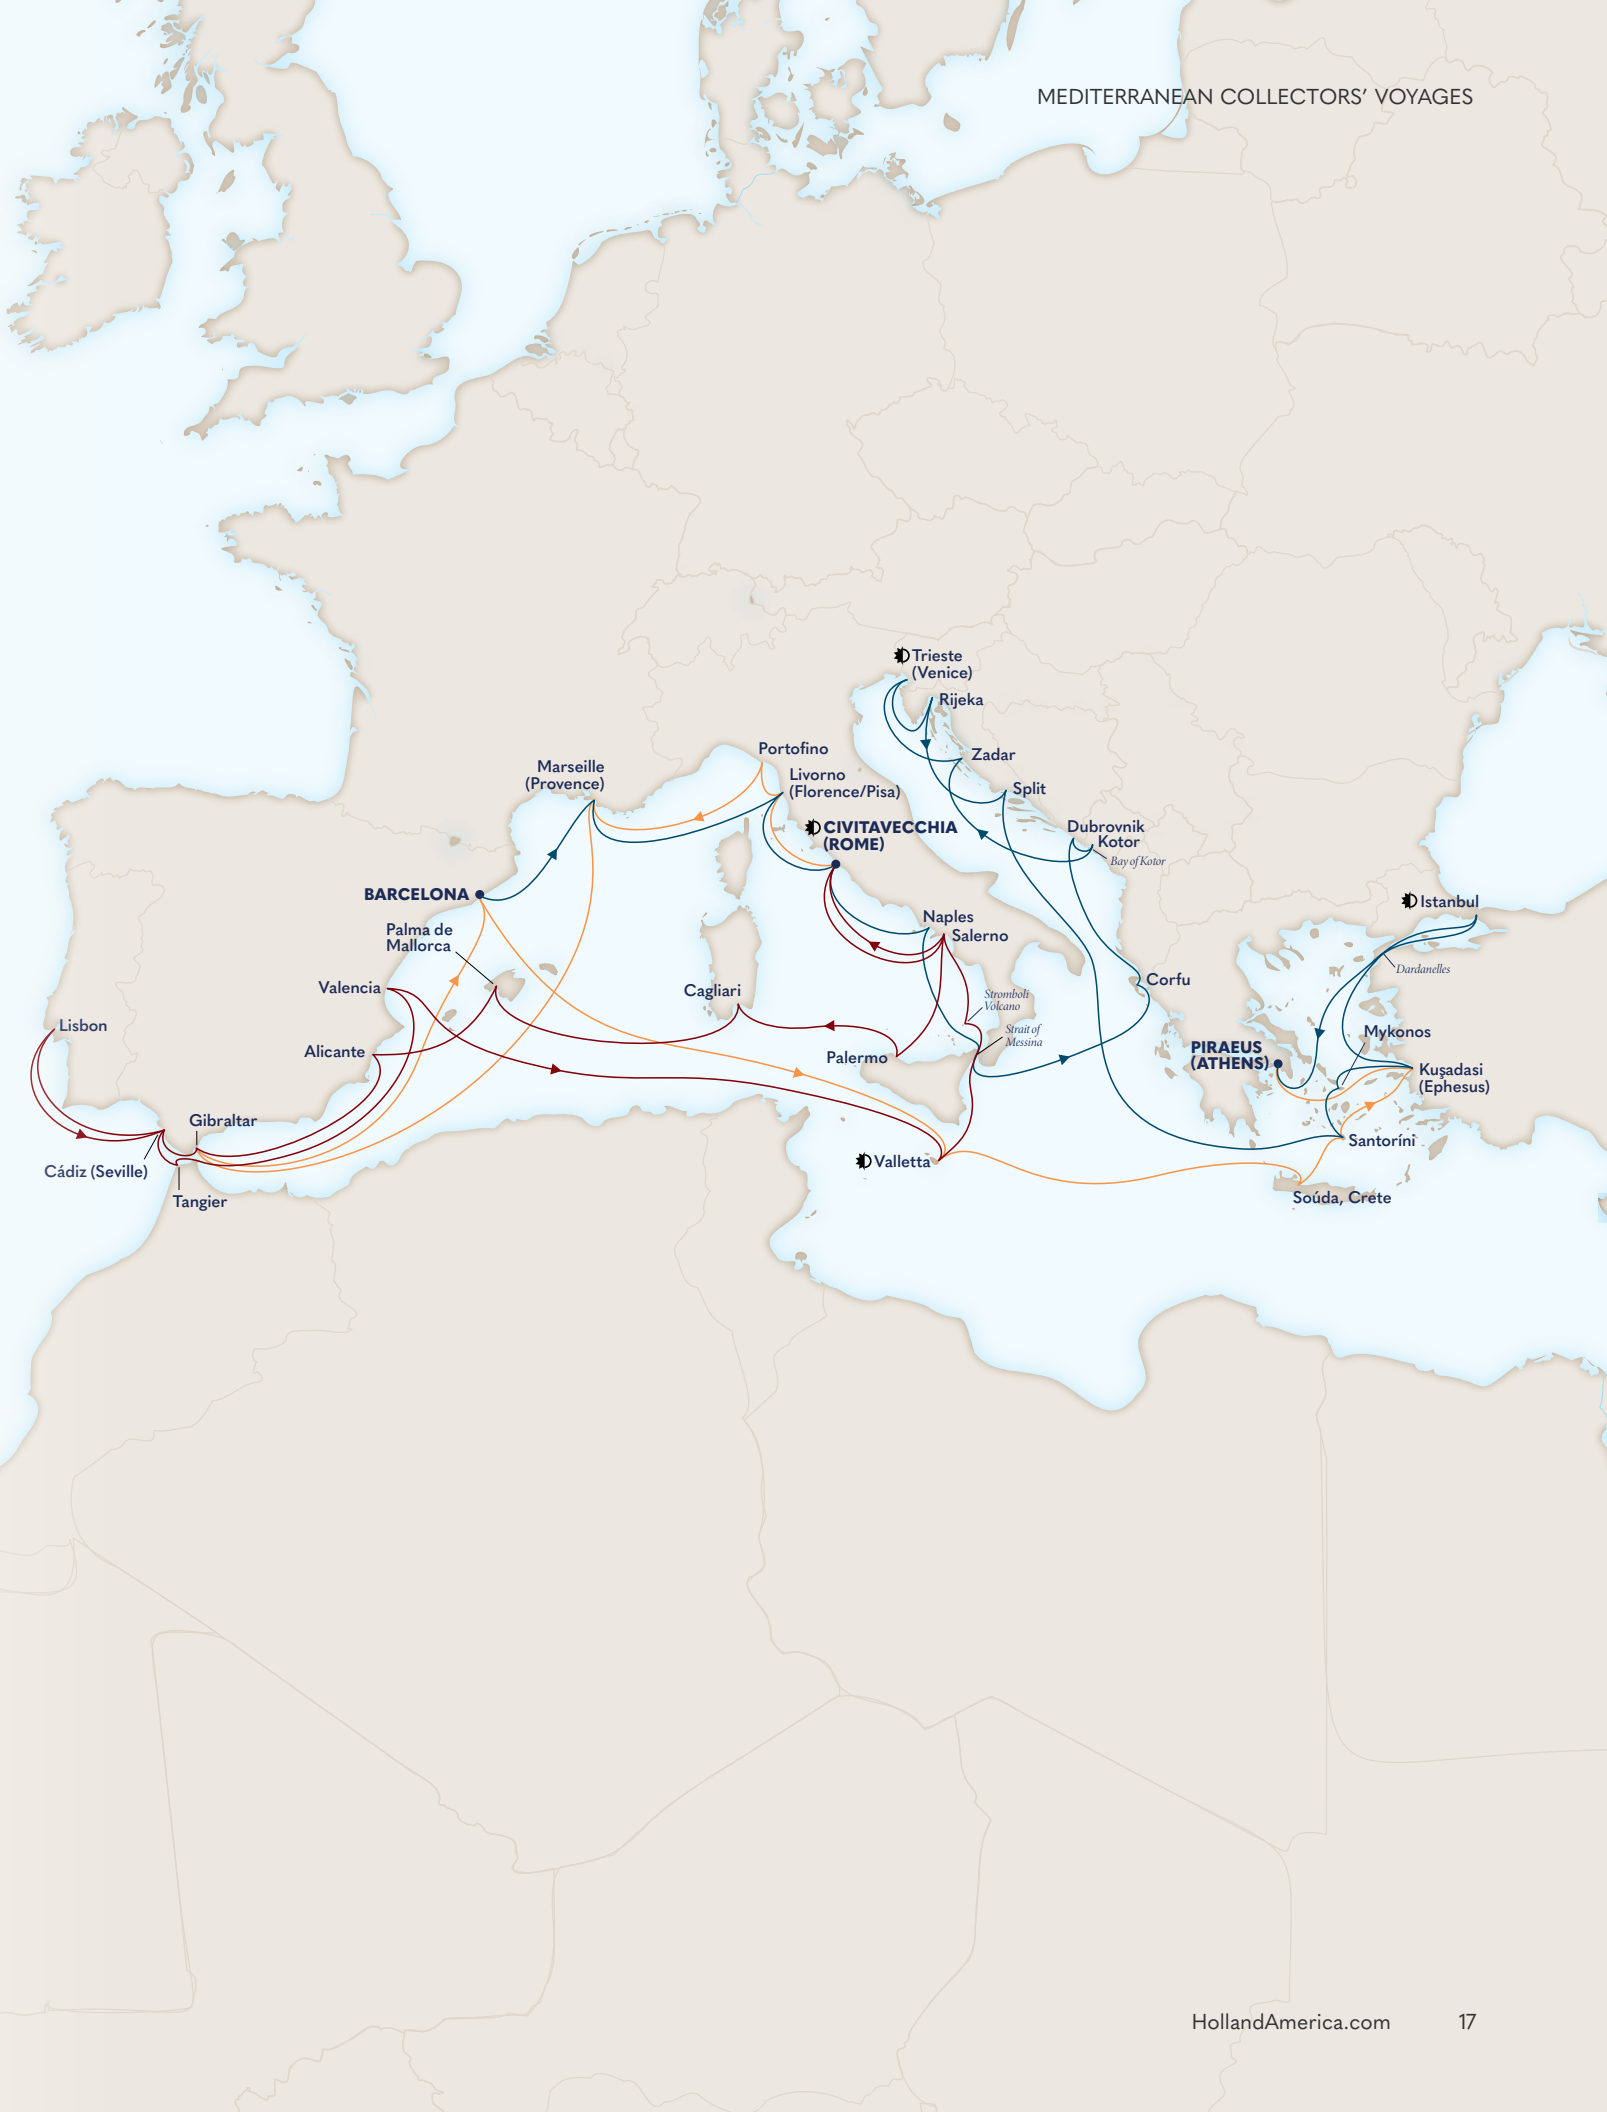 MEDITERRANEAN COLLECTORS’ VOYAGES
Trieste
(Venice)
Rijeka
Portofino
Zadar
Marseille
(Provence)
Livorno
(Florence/Pisa)
Split
CIVITAVECCHIA
(ROME)
Dubrovnik
Kotor
Bay of Kotor
BARCELONA
Istanbul
Naples
Palma de
Mallorca
Salerno
Dardanelles
Corfu
Valencia
Cagliari
Stromboli
Volcano
Lisbon
Strait of
Messina
Mykonos
Alicante
Palermo
PIRAEUS
(ATHENS)
Kuşadasi
(Ephesus)
Gibraltar
Santoríni
Cádiz (Seville)
Valletta
Tangier
Soúda, Crete
HollandAmerica.com
17